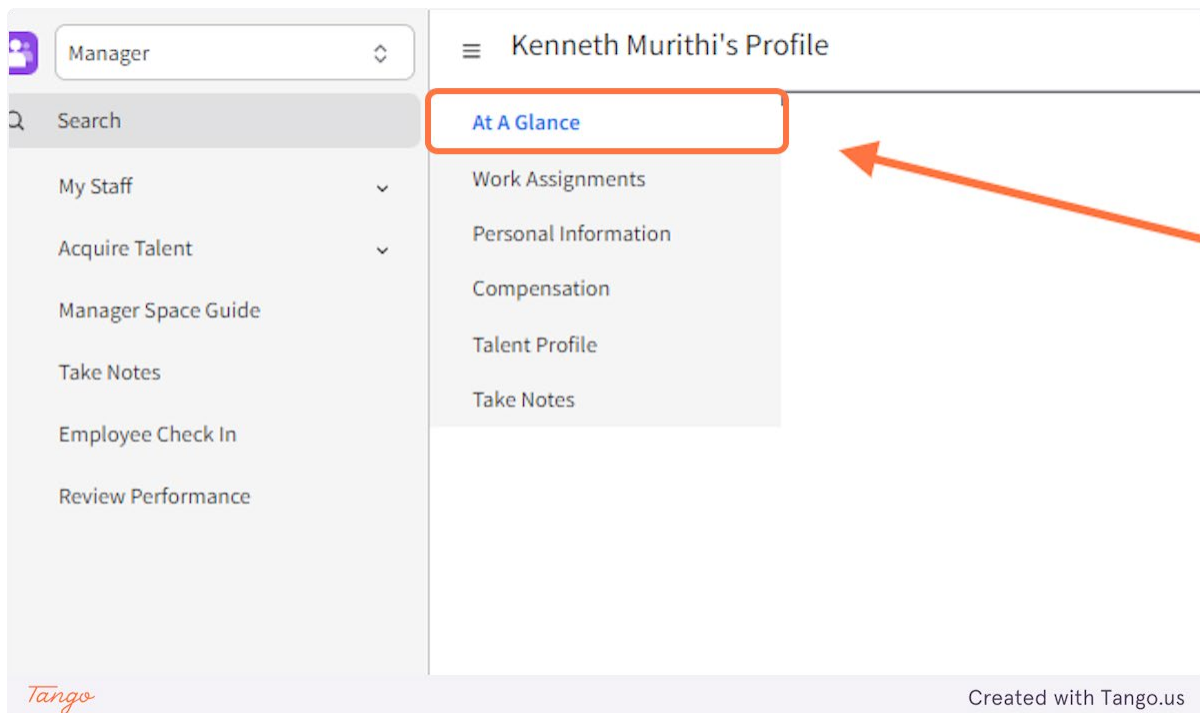 Manager
Search
My Staff
Acquire Talent
Manager Space Guide
Take Notes
Employee Check In
Review Performance
Kenneth Murithi's Profile
At A Glance
Work Assignments
Personal Information
Compensation
Talent Profile
Take Notes
Tango
Created with Tango.us